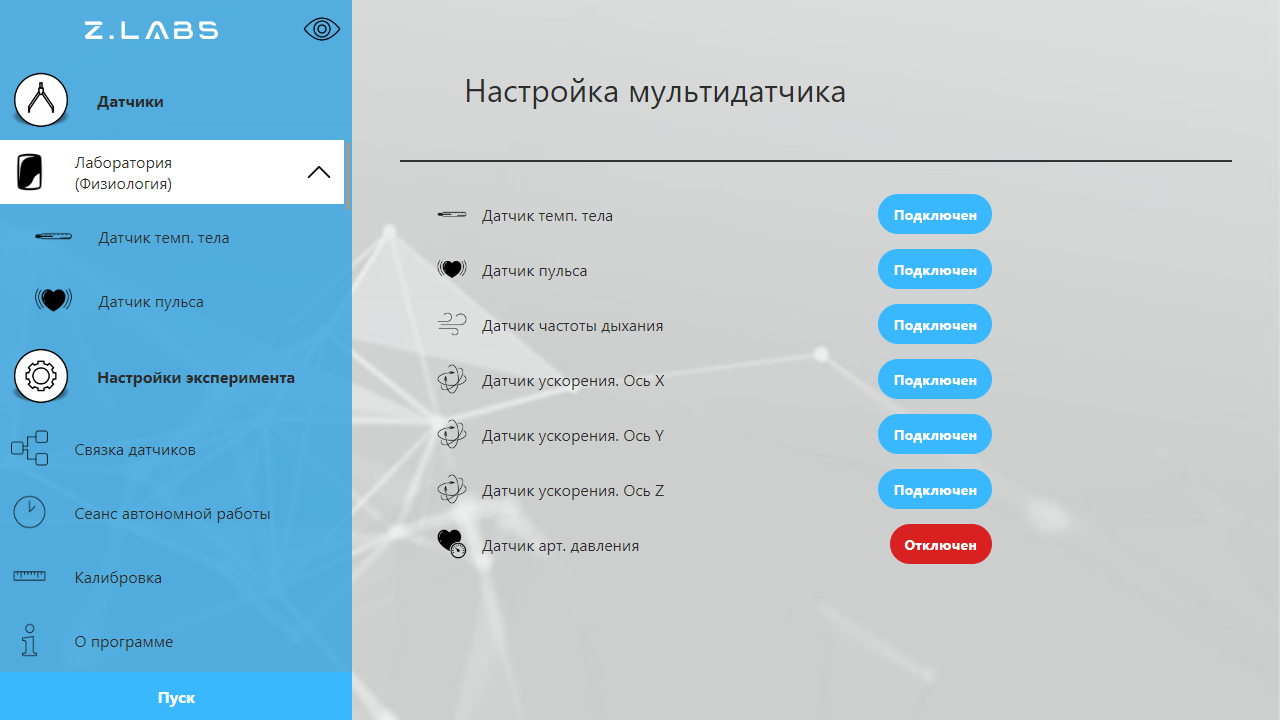 Z.LABS
Датчики
Лаборатория
(Физиология)
Датчик темп. тела
Датчик пульса
Настройки эксперимента
Связка датчиков
Сеанс автономной работы
Калибровка
О программе
Пуск
Настройка мультидатчика
Датчик темп. тела Подключен
Датчик пульса Подключен
Датчик частоты дыхания Подключен
Датчик ускорения. Ось X Подключен
Датчик ускорения. Ось Y Подключен
Датчик ускорения. Ось Z Подключен
Датчик арт. давления Отключен